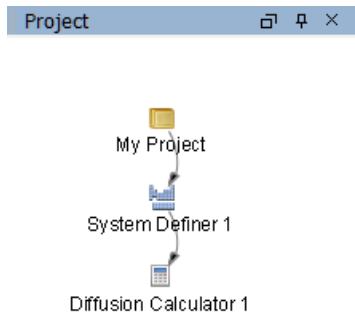 Project
My Project
System Definer 1
Diffusion Calculator 1